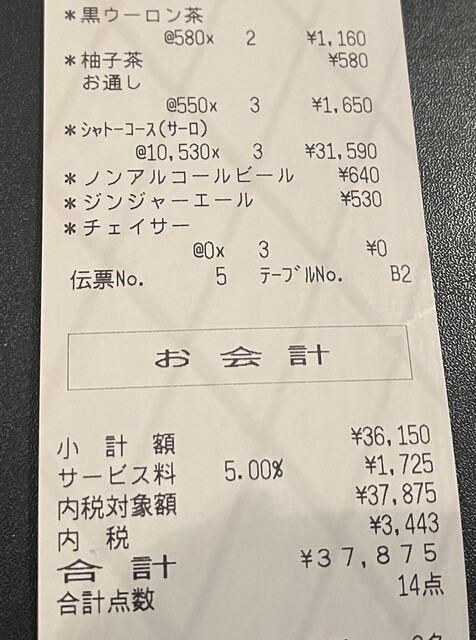 *黒ウーロン茶
@580x 2 ¥1,160
*柚子茶 ¥580
お通し
@550x 3 ¥1,650
*ｼｬﾄｰｺｰｽ(ｻｰﾛ)
@10,530x 3 ¥31,590
*ノンアルコールビール ¥640
*ジンジャーエール ¥530
*チェイサー
@0x 3 ¥0
伝票No. 5 ﾃｰﾌﾞﾙNo. B2
お会計
小計額 ¥36,150
サービス料 5.00% ¥1,725
内税対象額 ¥37,875
内税 ¥3,443
合計 ¥37,875
合計点数 14点